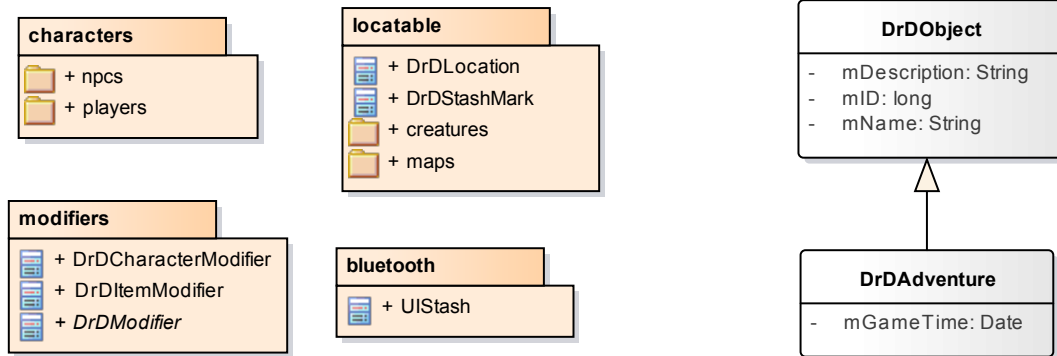 characters
+ npcs
+ players
locatable
+ DrDLocation
+ DrDStashMark
+ creatures
+ maps
DrDObject
- mDescription: String
- mID: long
- mName: String
modifiers
+ DrDCharacterModifier
+ DrDItemModifier
+ DrDModifier
bluetooth
+ UIStash
DrDAdventure
- mGameTime: Date